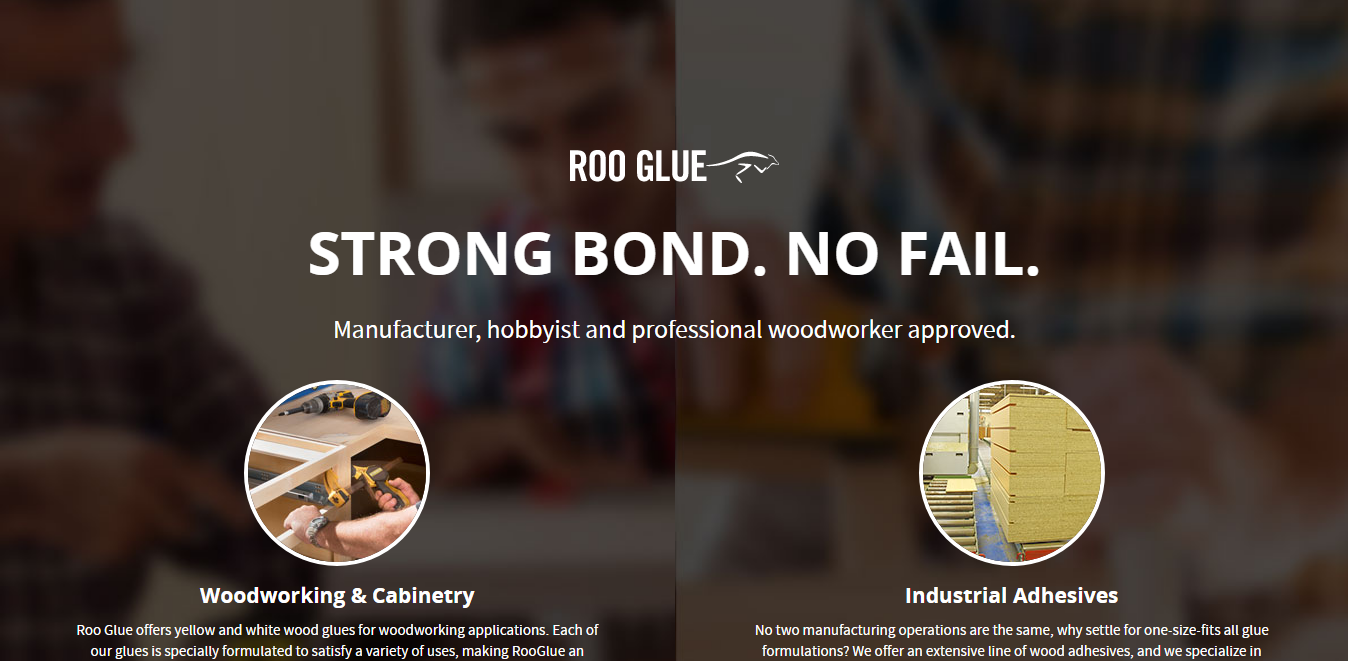 ROO GLUE
STRONG BOND. NO FAIL.
Manufacturer, hobbyist and professional woodworker approved.
Woodworking & Cabinetry
Roo Glue offers yellow and white wood glues for woodworking applications. Each of
our glues is specially formulated to satisfy a variety of uses, making RooGlue an
Industrial Adhesives
No two manufacturing operations are the same, why settle for one-size-fits all glue
formulations? We offer an extensive line of wood adhesives, and we specialize in